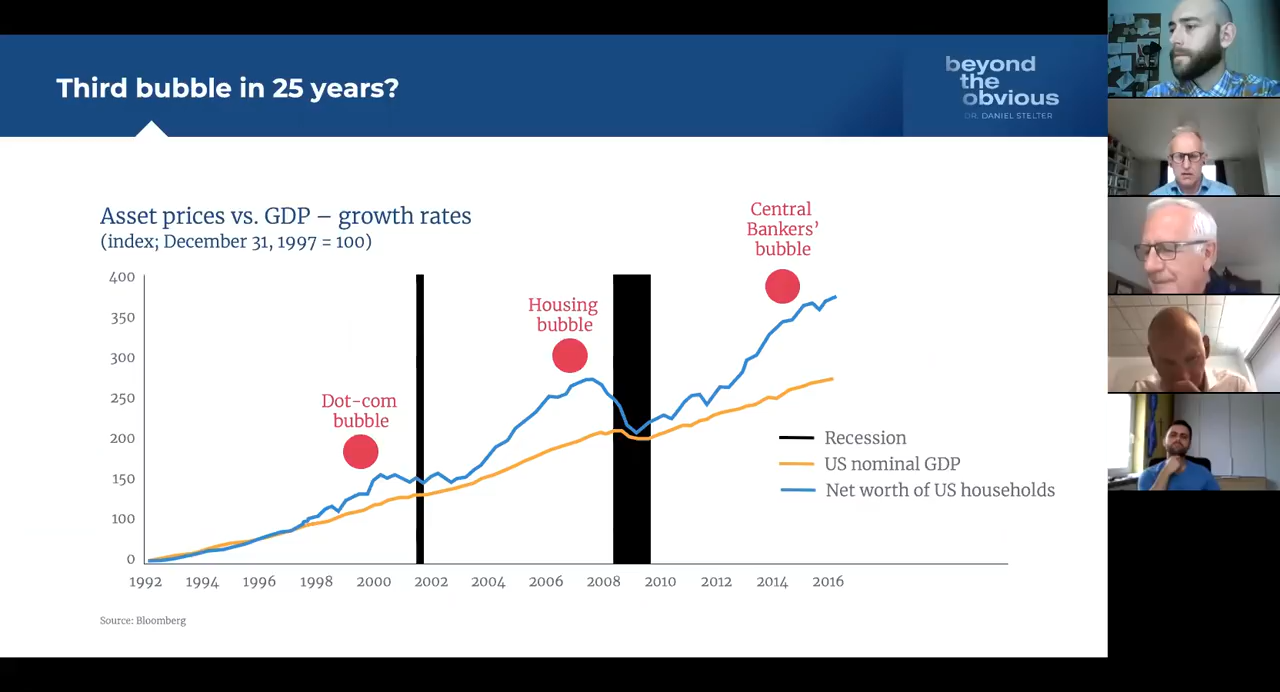 Third bubble in 25 years?
beyond
the
obvious
DR. DANIEL STELTER
Asset prices vs. GDP – growth rates
(index; December 31, 1997 = 100)
Central
Bankers’
bubble
Housing
bubble
Dot-com
bubble
400
350
300
250
200
150
100
0
Recession
US nominal GDP
Net worth of US households
1992 1994 1996 1998 2000 2002 2004 2006 2008 2010 2012 2014 2016
Source: Bloomberg